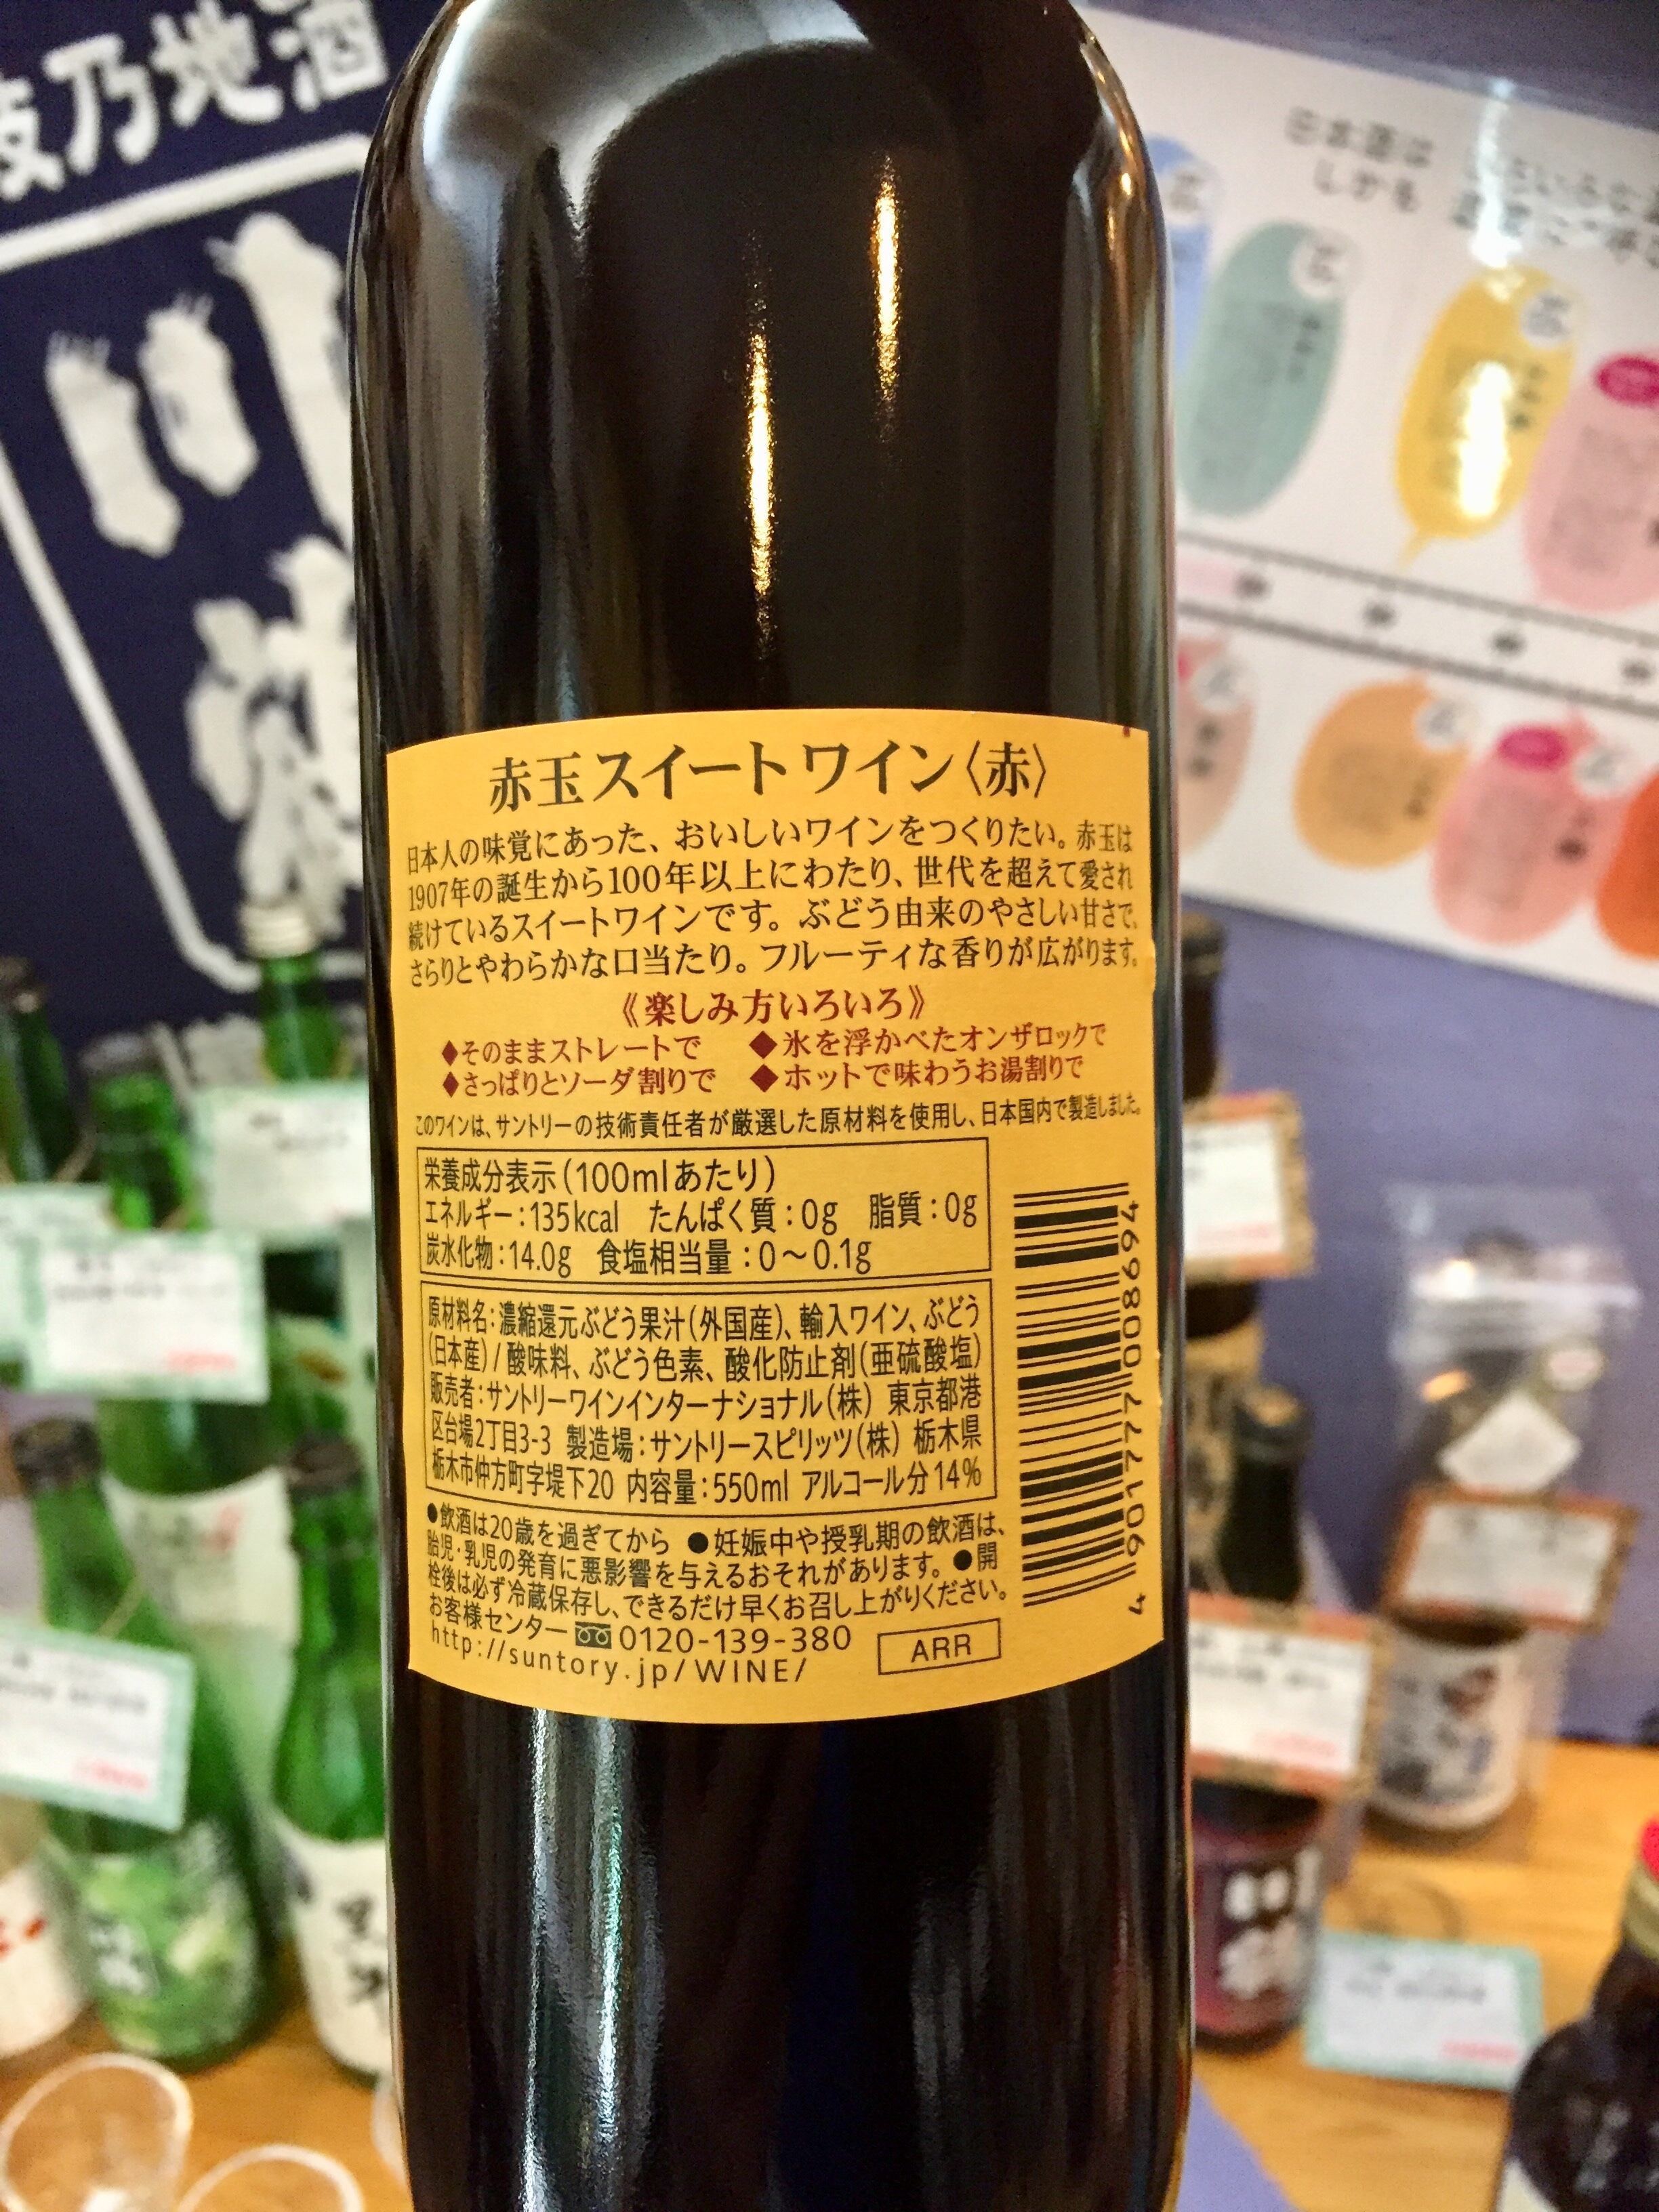 乃地酒
日本酒は
しかも
赤玉スイートワイン〈赤〉
日本人の味覚にあった、おいしいワインをつくりたい。赤玉は
1907年の誕生から100年以上にわたり、世代を超えて愛され
続けているスイートワインです。ぶどう由来のやさしい甘さで、
さらりとやわらかな口当たり。フルーティな香りが広がります。
《楽しみ方いろいろ》
◆そのままストレートで ◆氷を浮かべたオンザロックで
◆さっぱりとソーダ割りで ◆ホットで味わうお湯割りで
このワインは、サントリーの技術責任者が厳選した原材料を使用し、日本国内で製造しました。
栄養成分表示(100mlあたり)
エネルギー:135kcal たんぱく質:0g 脂質:0g
炭水化物:14.0g 食塩相当量:0~0.1g
原材料名:濃縮還元ぶどう果汁(外国産)、輸入ワイン、ぶどう
(日本産)/酸味料、ぶどう色素、酸化防止剤(亜硫酸塩)
販売者:サントリーワインインターナショナル(株) 東京都港
区台場2丁目3-3 製造場:サントリースピリッツ(株) 栃木県
栃木市仲方町字堤下20 内容量:550ml アルコール分14%
●飲酒は20歳を過ぎてから ●妊娠中や授乳期の飲酒は、
胎児・乳児の発育に悪影響を与えるおそれがあります。●開
栓後は必ず冷蔵保存し、できるだけ早くお召し上がりください。
お客様センター 0120-139-380
http://suntory.jp/WINE/ ARR
4 901777 008694